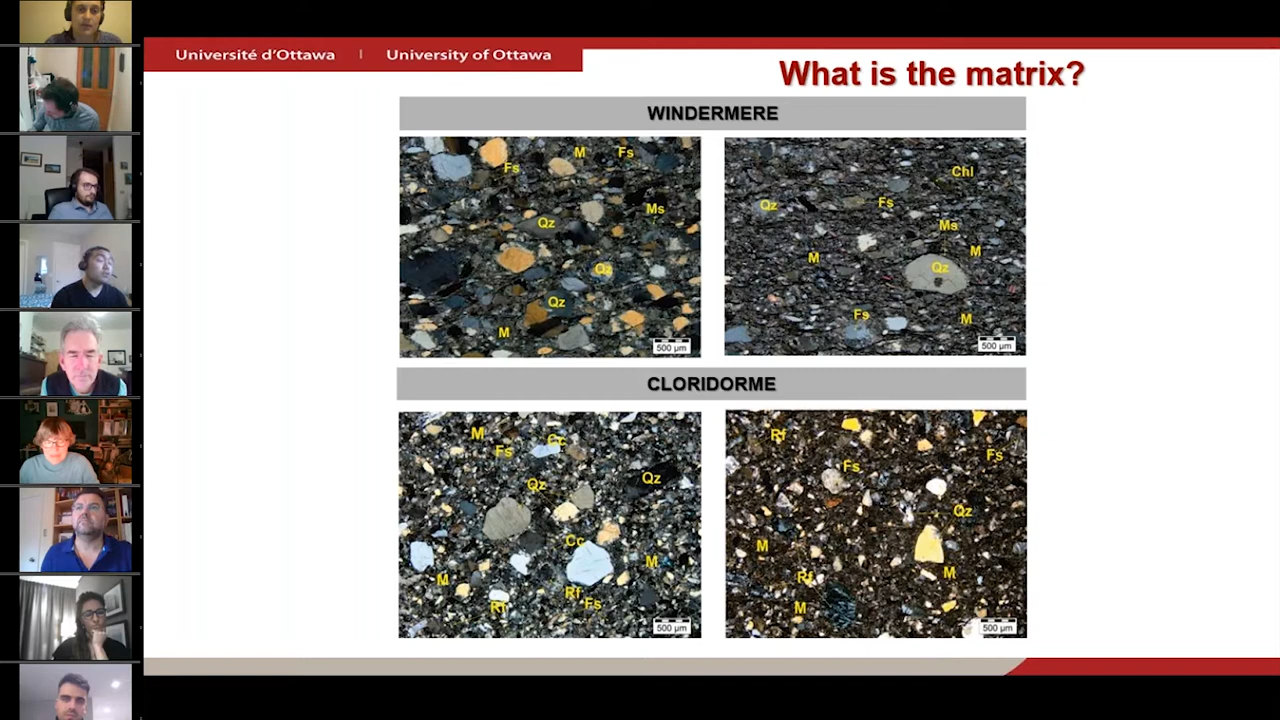 Université d'Ottawa | University of Ottawa
What is the matrix?
WINDERMERE
M Fs
Fs
Ms
Qz
Qz
Qz
M
500 µm
Chl
Fs
Qz
Ms
M
M
Qz
Fs
M
500 µm
CLORIDORME
M
Cc
Fs
Qz
Qz
Cc
M
M
Rf
Fs
Rf
500 µm
Rf
Fs
Fs
Qz
M
M
Rf
M
500 µm